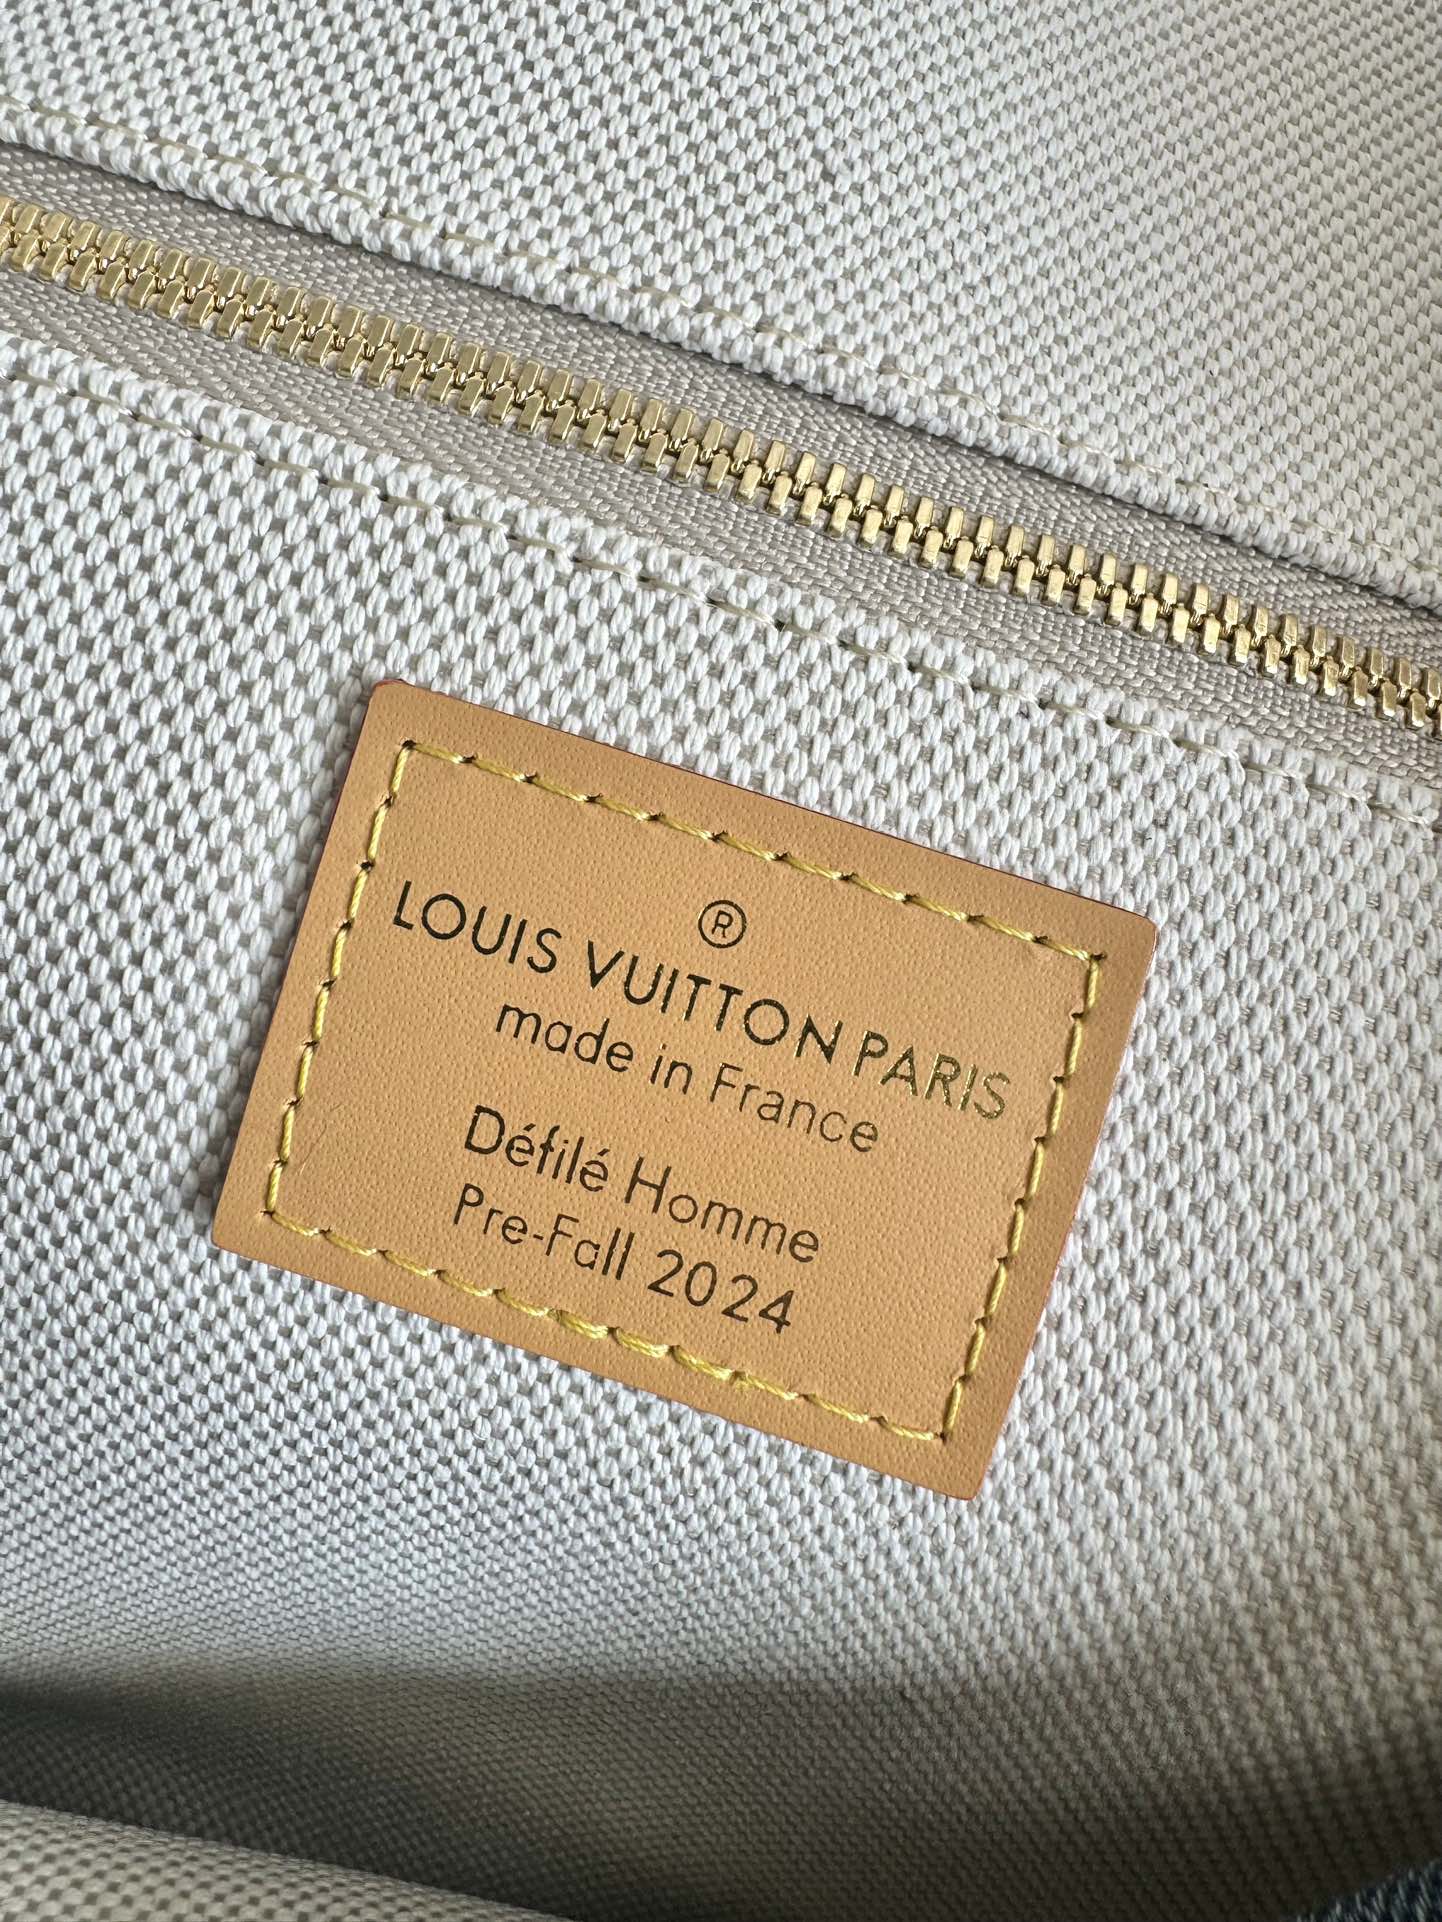 ®
LOUIS VUITTON PARIS
made in France
Défilé Homme
Pre-Fall 2024